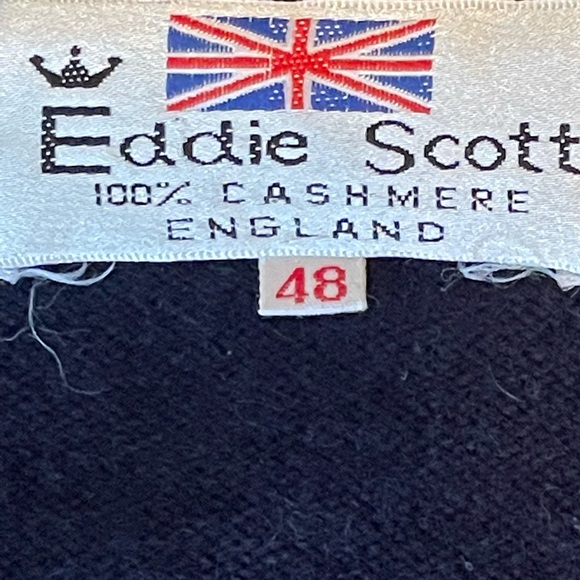 Eddie Scott
100% CASHMERE
ENGLAND
48